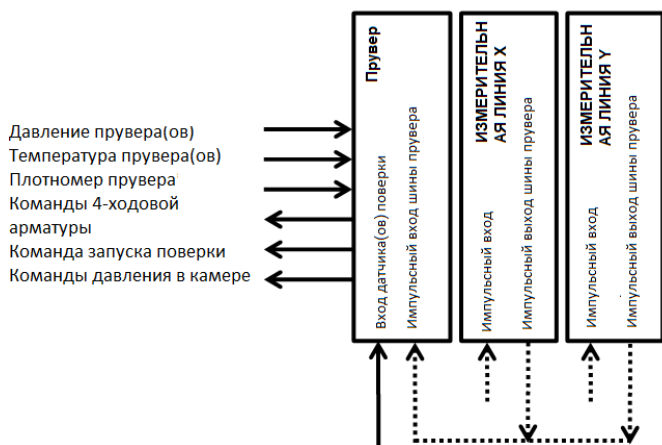 Давление прувера(ов)
Температура прувера(ов)
Плотномер прувера
Команды 4-ходовой
арматуры
Команда запуска поверки
Команды давления в камере
Прувер
Вход датчика(ов) поверки
Импульсный вход шины прувера
ИЗМЕРИТЕЛЬН
АЯ ЛИНИЯ X
Импульсный вход
Импульсный выход шины прувера
ИЗМЕРИТЕЛЬН
АЯ ЛИНИЯ Y
Импульсный вход
Импульсный выход шины прувера